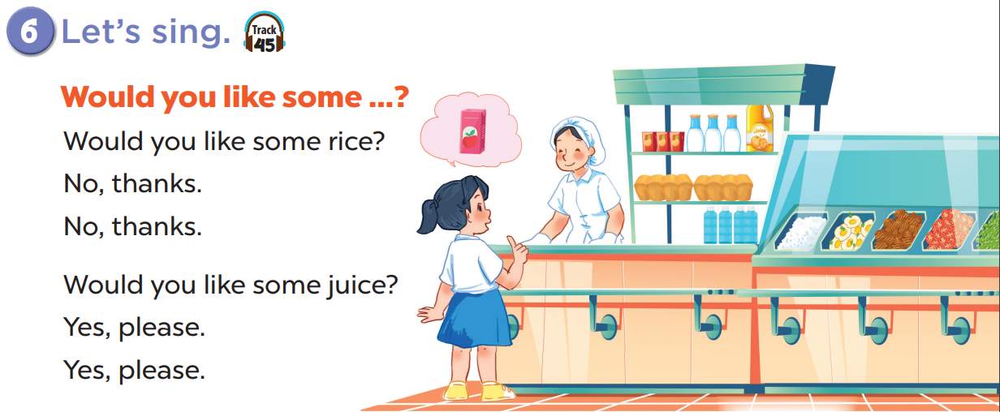 6 Let's sing. Track 45
Would you like some ...?
Would you like some rice?
No, thanks.
No, thanks.
Would you like some juice?
Yes, please.
Yes, please.
Juice